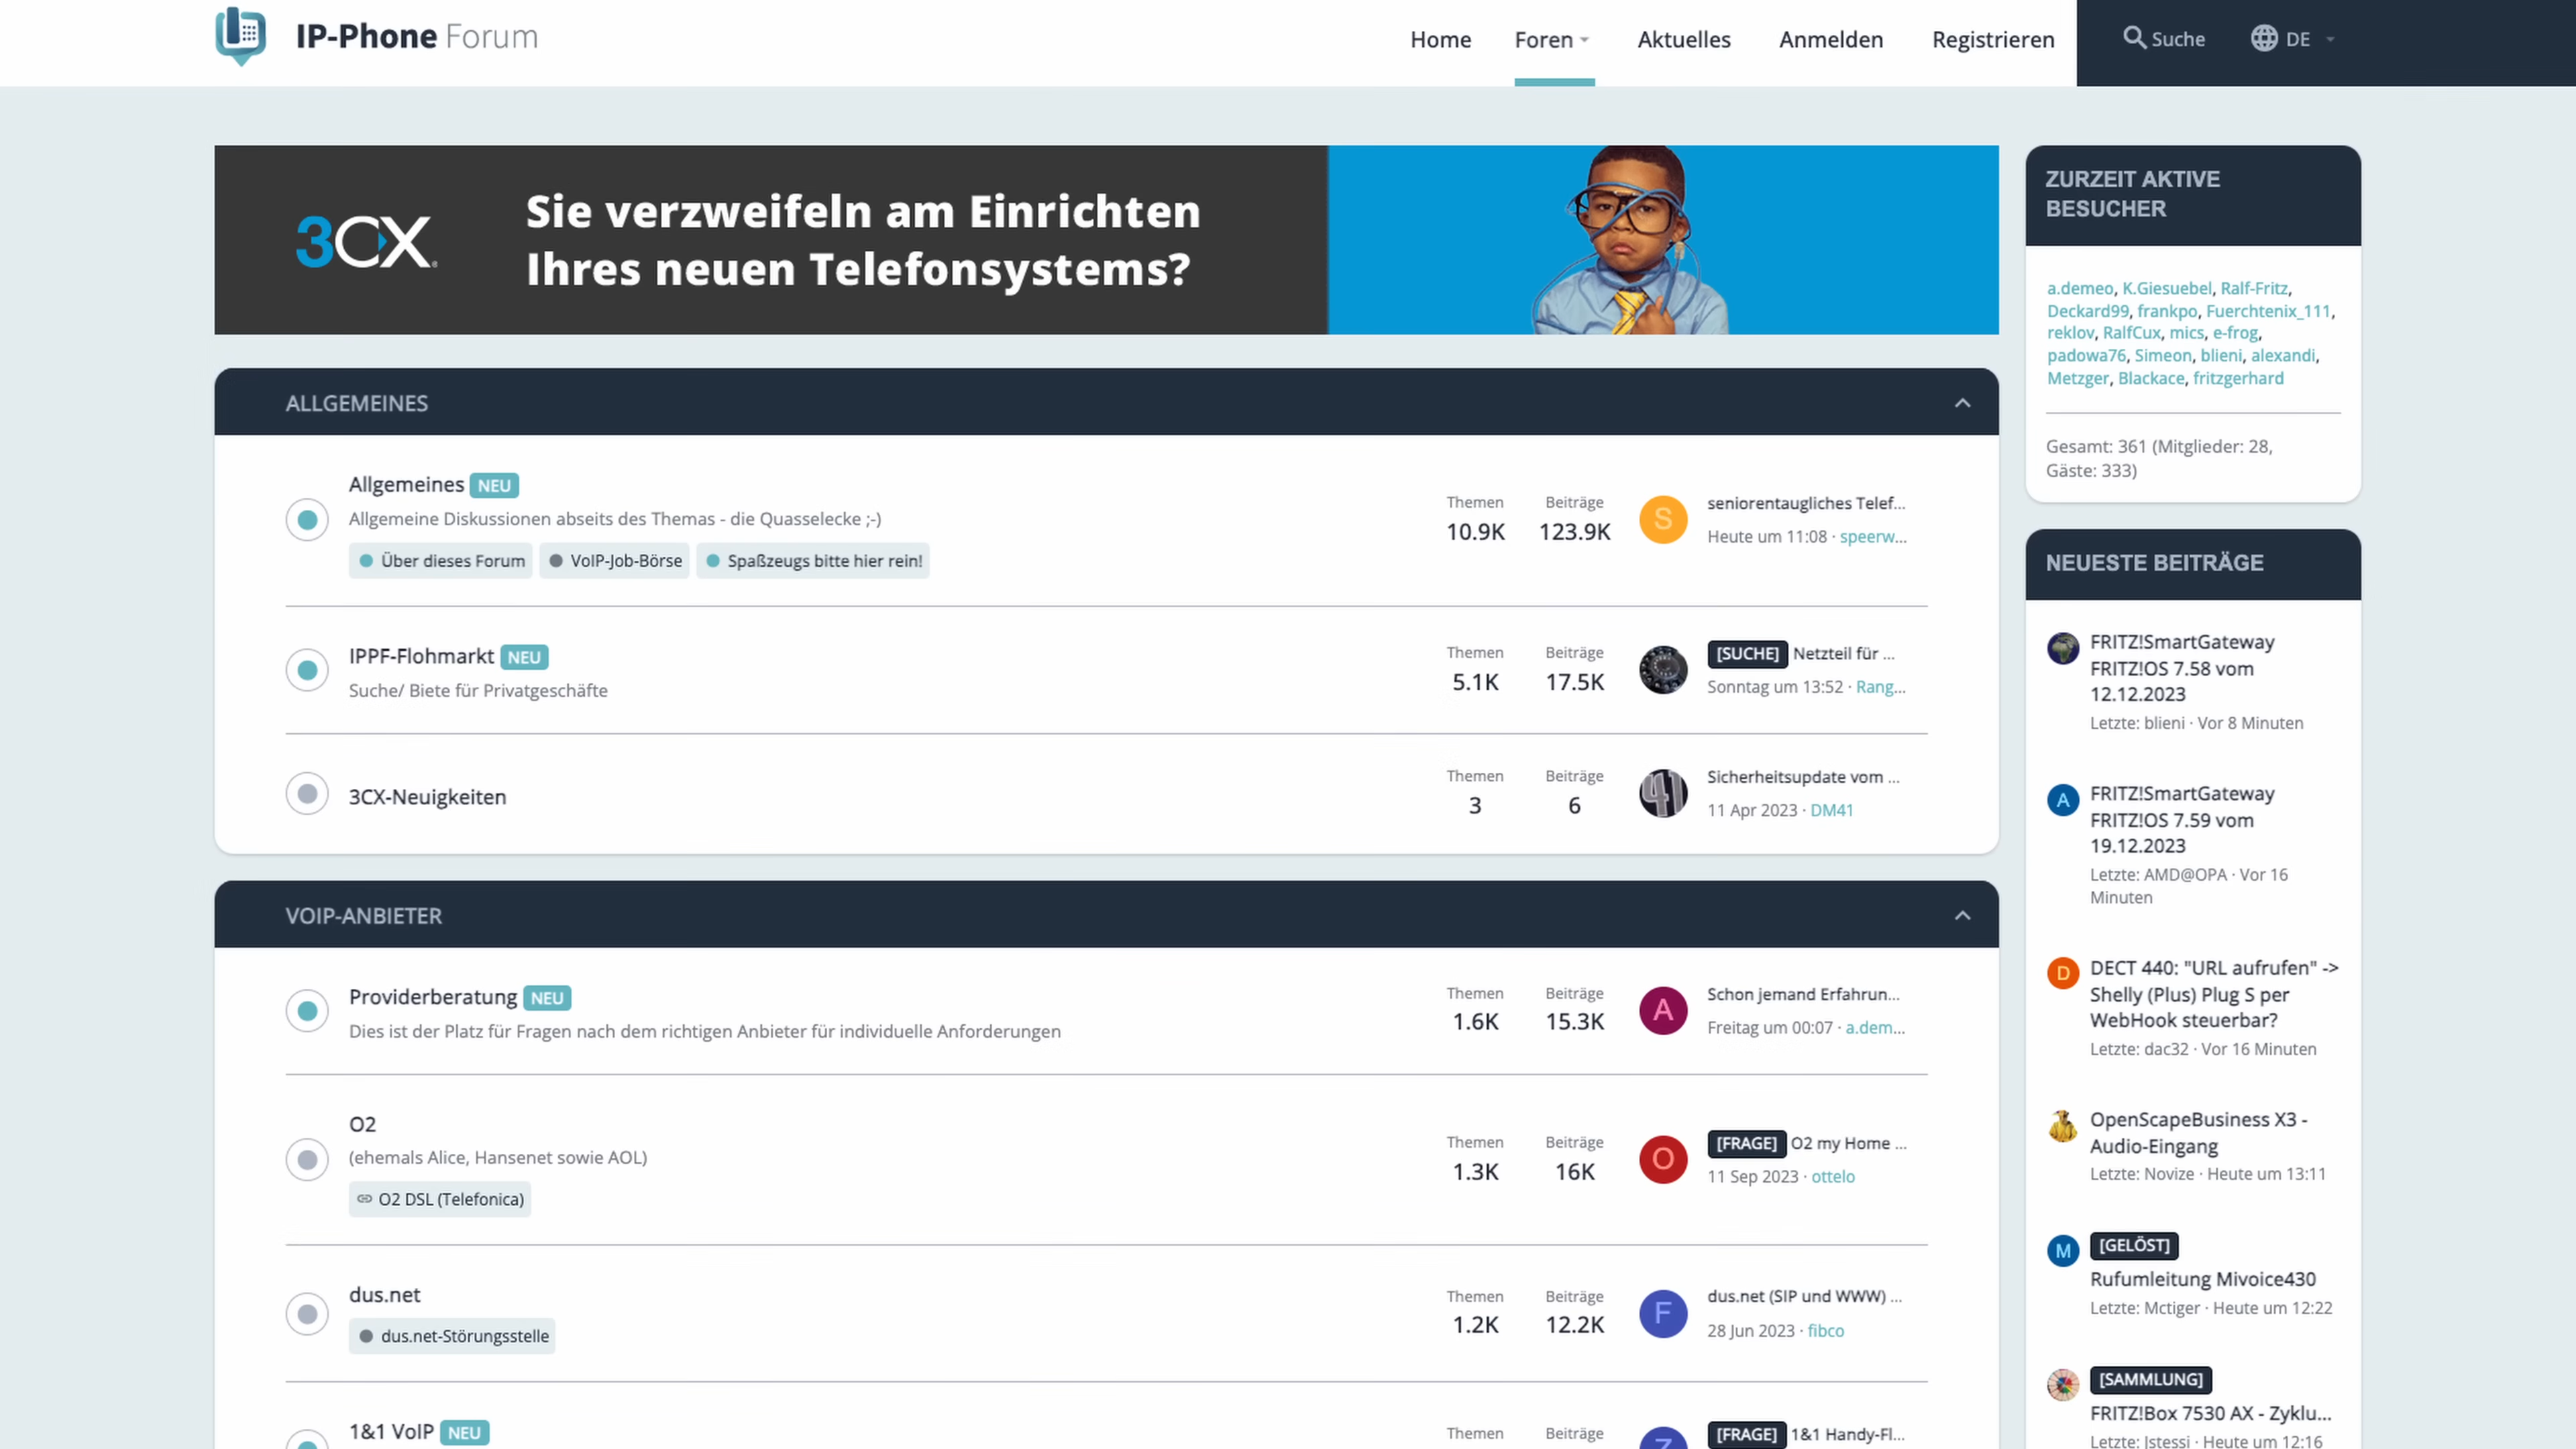 IP-Phone Forum
Home Foren Aktuelles Anmelden Registrieren Suche DE
3CX
Sie verzweifeln am Einrichten
Ihres neuen Telefonsystems?
ALLGEMEINES
Allgemeines NEU
Allgemeine Diskussionen abseits des Themas - die Quasselecke ;-)
Über dieses Forum VoIP-Job-Börse Spaßzeugs bitte hier rein!
Themen Beiträge
10.9K 123.9K
S
seniorentaugliches Telef...
Heute um 11:08 · speerw...
IPPF-Flohmarkt NEU
Suche/ Biete für Privatgeschäfte
Themen Beiträge
5.1K 17.5K
[SUCHE] Netzteil für ...
Sonntag um 13:52 · Rang...
3CX-Neuigkeiten
Themen Beiträge
3 6
41
Sicherheitsupdate vom ...
11 Apr 2023 · DM41
VOIP-ANBIETER
Providerberatung NEU
Dies ist der Platz für Fragen nach dem richtigen Anbieter für individuelle Anforderungen
Themen Beiträge
1.6K 15.3K
A
Schon jemand Erfahrun...
Freitag um 00:07 · a.dem...
O2
(ehemals Alice, Hansenet sowie AOL)
O2 DSL (Telefonica)
Themen Beiträge
1.3K 16K
O
[FRAGE] O2 my Home ...
11 Sep 2023 · ottelo
dus.net
dus.net-Störungsstelle
Themen Beiträge
1.2K 12.2K
F
dus.net (SIP und WWW) ...
28 Jun 2023 · fibco
1&1 VoIP NEU
Themen Beiträge
Z
[FRAGE] 1&1 Handy-Fl...
ZURZEIT AKTIVE
BESUCHER
a.demeo, K.Giesuebel, Ralf-Fritz,
Deckard99, frankpo, Fuerchtenix_111,
reklov, RalfCux, mics, e-frog,
padowa76, Simeon, blieni, alexandi,
Metzger, Blackace, fritzgerhard
Gesamt: 361 (Mitglieder: 28,
Gäste: 333)
NEUESTE BEITRÄGE
FRITZ!SmartGateway
FRITZ!OS 7.58 vom
12.12.2023
Letzte: blieni · Vor 8 Minuten
A
FRITZ!SmartGateway
FRITZ!OS 7.59 vom
19.12.2023
Letzte: AMD@OPA · Vor 16
Minuten
D
DECT 440: "URL aufrufen" ->
Shelly (Plus) Plug S per
WebHook steuerbar?
Letzte: dac32 · Vor 16 Minuten
OpenScapeBusiness X3 -
Audio-Eingang
Letzte: Novize · Heute um 13:11
M
[GELÖST]
Rufumleitung Mivoice430
Letzte: Mctiger · Heute um 12:22
[SAMMLUNG]
FRITZ!Box 7530 AX - Zyklu...
Letzte: Jstessi · Heute um 12:16